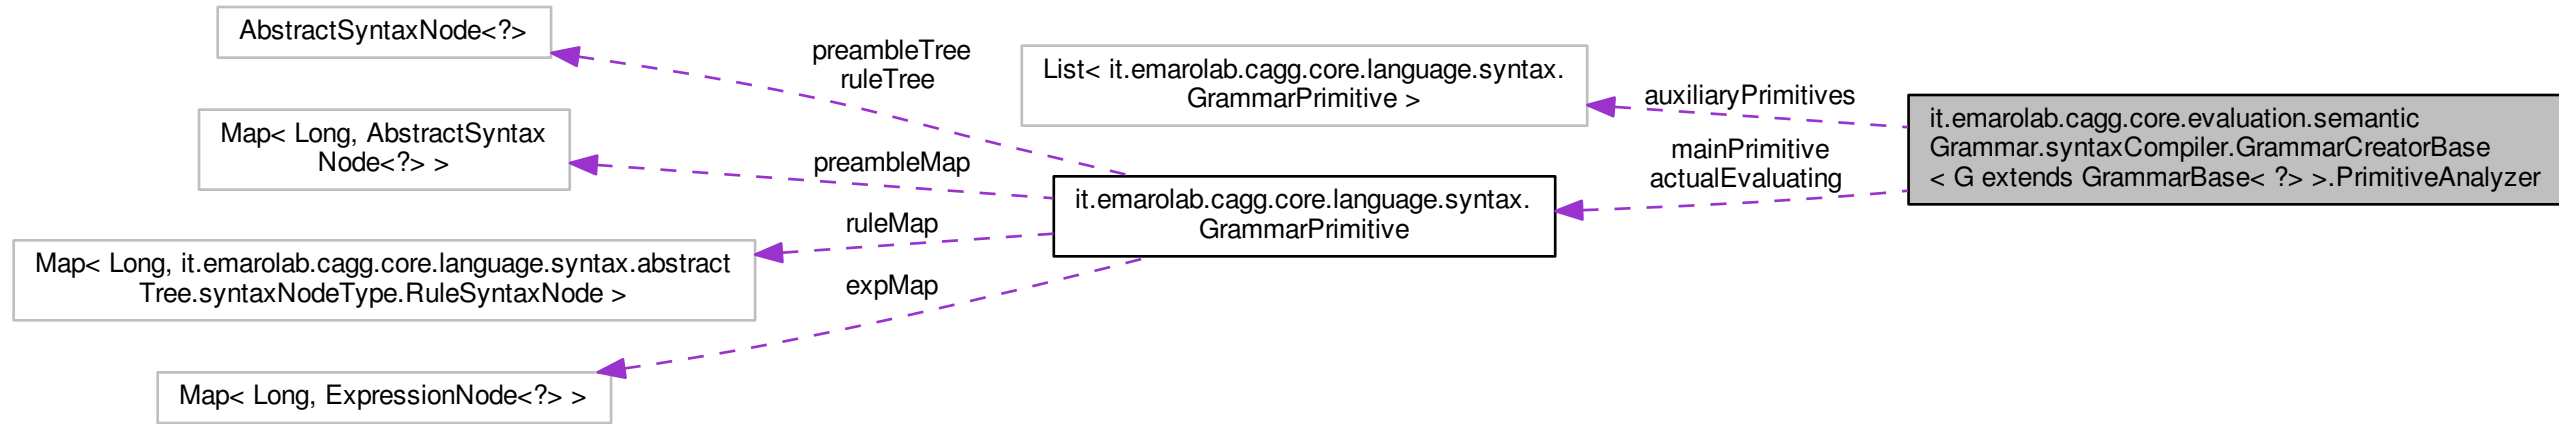 AbstractSyntaxNode<?>
preambleTree
ruleTree
List< it.emarolab.cagg.core.language.syntax.
GrammarPrimitive >
auxiliaryPrimitives
it.emarolab.cagg.core.evaluation.semantic
Grammar.syntaxCompiler.GrammarCreatorBase
< G extends GrammarBase< ?> >.PrimitiveAnalyzer
Map< Long, AbstractSyntax
Node<?> >
preambleMap
mainPrimitive
actualEvaluating
it.emarolab.cagg.core.language.syntax.
GrammarPrimitive
ruleMap
Map< Long, it.emarolab.cagg.core.language.syntax.abstract
Tree.syntaxNodeType.RuleSyntaxNode >
expMap
Map< Long, ExpressionNode<?> >